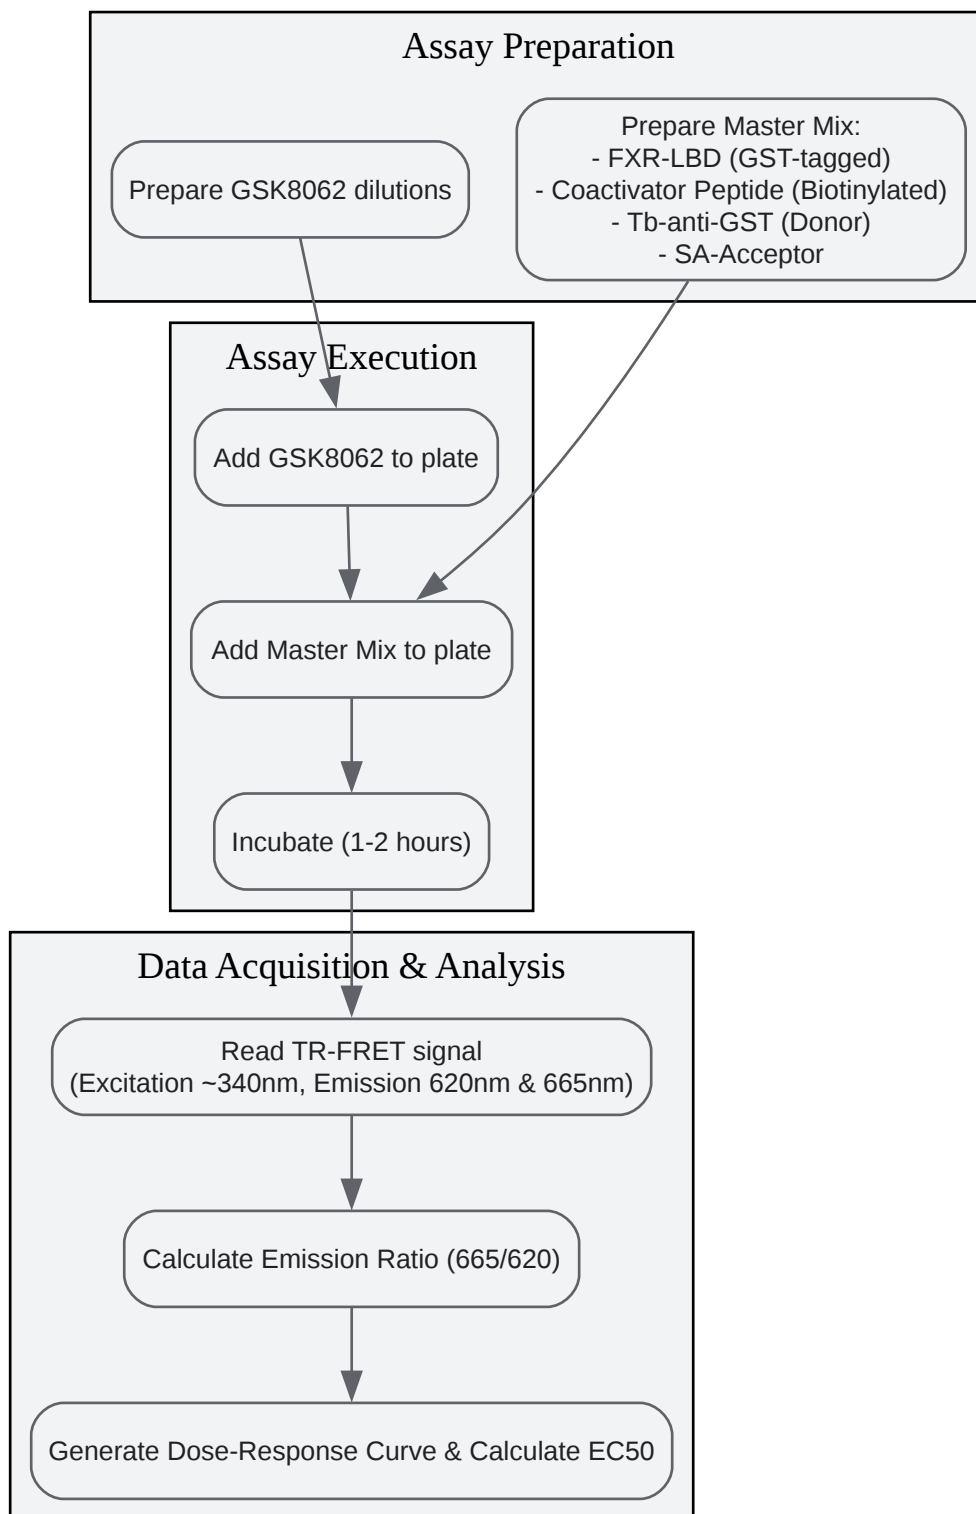 Assay Preparation
Prepare GSK8062 dilutions
Prepare Master Mix:
- FXR-LBD (GST-tagged)
- Coactivator Peptide (Biotinylated)
- Tb-anti-GST (Donor)
- SA-Acceptor
Assay Execution
Add GSK8062 to plate
Add Master Mix to plate
Incubate (1-2 hours)
Data Acquisition & Analysis
Read TR-FRET signal
(Excitation ~340nm, Emission 620nm & 665nm)
Calculate Emission Ratio (665/620)
Generate Dose-Response Curve & Calculate EC50